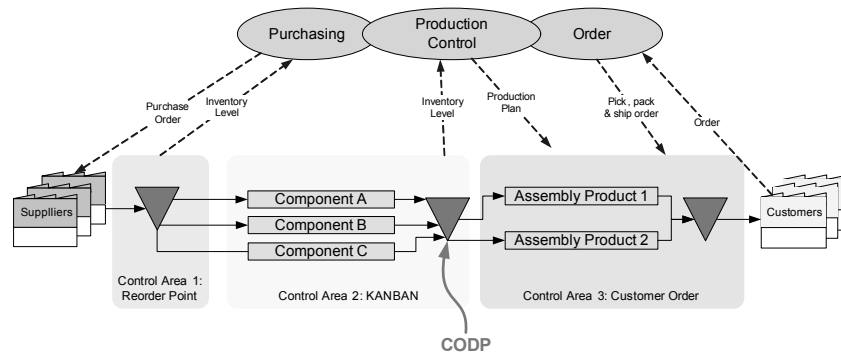 Purchasing
Production
Control
Order
Purchase
Order
Inventory
Level
Inventory
Level
Production
Plan
Pick, pack
& ship order
Order
Supplliers
Component A
Component B
Component C
Assembly Product 1
Assembly Product 2
Customers
Control Area 1:
Reorder Point
Control Area 2: KANBAN
Control Area 3: Customer Order
CODP